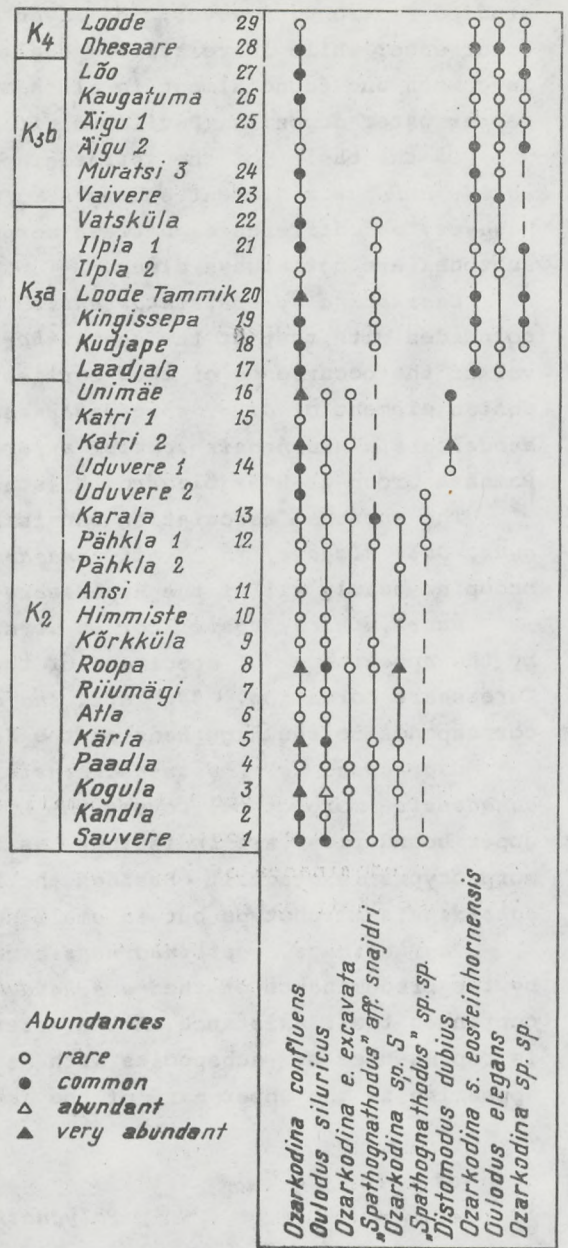 K4
Loode 29
Ohesaare 28
K3b
Lõo 27
Kaugatuma 26
Äigu 1 25
Äigu 2
Muratsi 3 24
Vaivere 23
K3a
Vatsküla 22
Ilpla 1 21
Ilpla 2
Loode Tammik 20
Kingissepa 19
Kudjape 18
Laadjala 17
K2
Unimäe 16
Katri 1 15
Katri 2
Uduvere 1 14
Uduvere 2
Karala 13
Pähkla 1 12
Pähkla 2
Ansi 11
Himmiste 10
Kõrkküla 9
Roopa 8
Riiumägi 7
Atla 6
Kärla 5
Paadla 4
Kogula 3
Kandla 2
Sauvere 1
Abundances
rare
common
abundant
very abundant
Ozarkodina confluens
Oulodus silurius
Ozarkodina e. excavata
„Spathognathodus" aff. snajdri
Ozarkodina sp. S
„Spathognathodus" sp. sp.
Distmodus dubius
Ozarkodina s. eosteinhornensis
Oulodus elegans
Ozarkodina sp. sp.